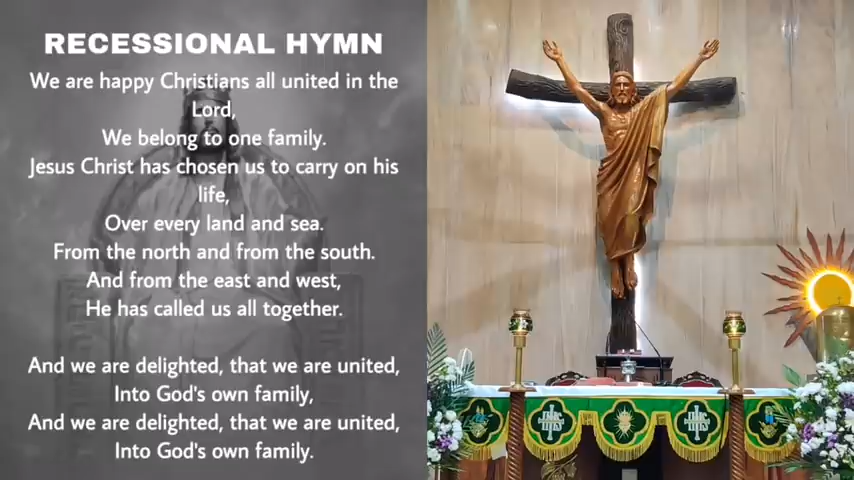 RECESSIONAL HYMN
We are happy Christians all united in the
Lord,
We belong to one family.
Jesus Christ has chosen us to carry on his
life,
Over every land and sea.
From the north and from the south.
And from the east and west,
He has called us all together.
And we are delighted, that we are united,
Into God's own family,
And we are delighted, that we are united,
Into God's own family.